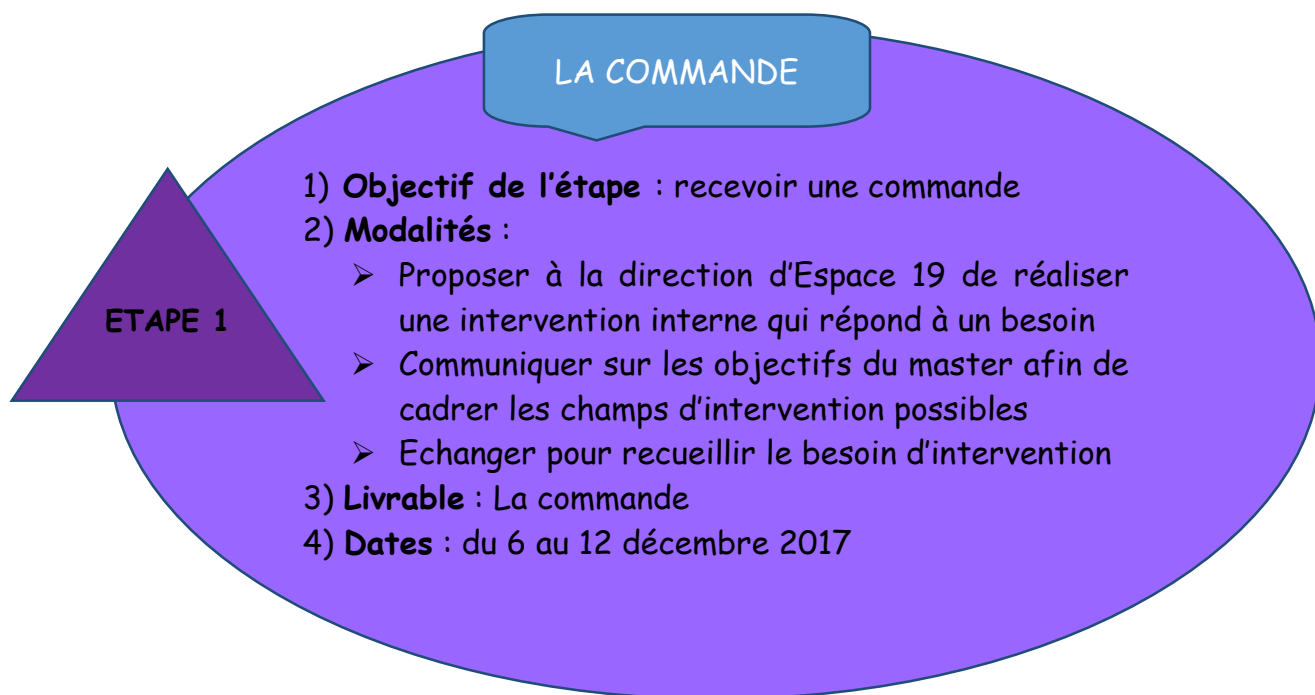 LA COMMANDE
ETAPE 1
1) Objectif de l'étape : recevoir une commande
2) Modalités :
➤ Proposer à la direction d'Espace 19 de réaliser
une intervention interne qui répond à un besoin
➤ Communiquer sur les objectifs du master afin de
cadrer les champs d'intervention possibles
➤ Echanger pour recueillir le besoin d'intervention
3) Livrable : La commande
4) Dates : du 6 au 12 décembre 2017